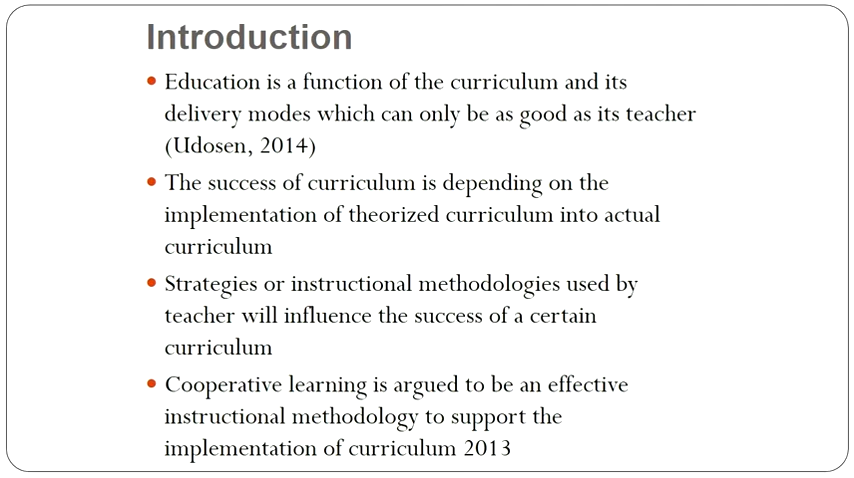 Introduction
• Education is a function of the curriculum and its
delivery modes which can only be as good as its teacher
(Udosen, 2014)
• The success of curriculum is depending on the
implementation of theorized curriculum into actual
curriculum
• Strategies or instructional methodologies used by
teacher will influence the success of a certain
curriculum
• Cooperative learning is argued to be an effective
instructional methodology to support the
implementation of curriculum 2013